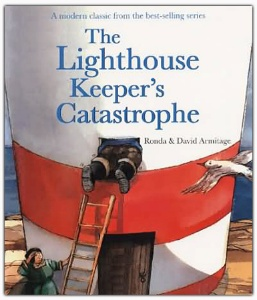 A modern classic from the best-selling series
The
Lighthouse
Keeper's
Catastrophe
Ronda & David Armitage